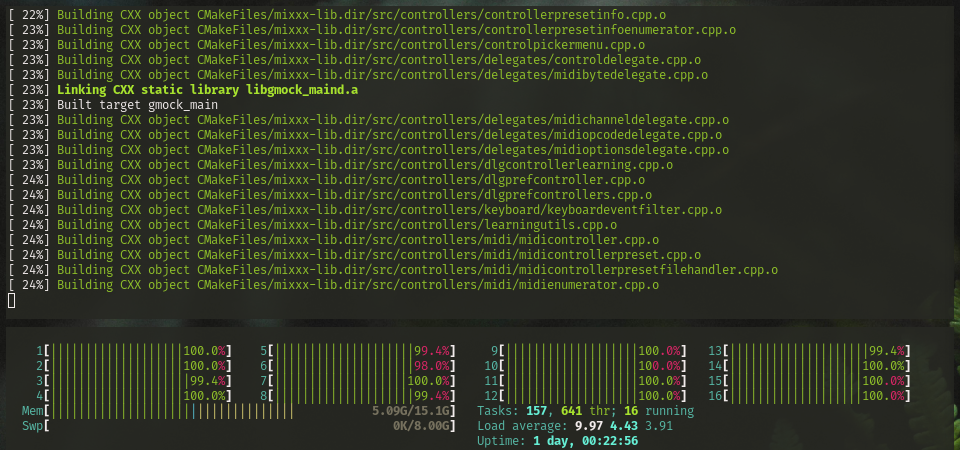 [ 22%] Building CXX object CMakeFiles/mixxx-lib.dir/src/controllers/controllerpresetinfo.cpp.o
[ 23%] Building CXX object CMakeFiles/mixxx-lib.dir/src/controllers/controllerpresetinfoenumerator.cpp.o
[ 23%] Building CXX object CMakeFiles/mixxx-lib.dir/src/controllers/controlpickermenu.cpp.o
[ 23%] Building CXX object CMakeFiles/mixxx-lib.dir/src/controllers/delegates/controldelegate.cpp.o
[ 23%] Building CXX object CMakeFiles/mixxx-lib.dir/src/controllers/delegates/midibytedelegate.cpp.o
[ 23%] Linking CXX static library libgmock_maind.a
[ 23%] Built target gmock_main
[ 23%] Building CXX object CMakeFiles/mixxx-lib.dir/src/controllers/delegates/midichanneldelegate.cpp.o
[ 23%] Building CXX object CMakeFiles/mixxx-lib.dir/src/controllers/delegates/midiopcodedelegate.cpp.o
[ 23%] Building CXX object CMakeFiles/mixxx-lib.dir/src/controllers/delegates/midioptionsdelegate.cpp.o
[ 23%] Building CXX object CMakeFiles/mixxx-lib.dir/src/controllers/dlgcontrollerlearning.cpp.o
[ 24%] Building CXX object CMakeFiles/mixxx-lib.dir/src/controllers/dlgprefcontroller.cpp.o
[ 24%] Building CXX object CMakeFiles/mixxx-lib.dir/src/controllers/dlgprefcontrollers.cpp.o
[ 24%] Building CXX object CMakeFiles/mixxx-lib.dir/src/controllers/keyboard/keyboardeventfilter.cpp.o
[ 24%] Building CXX object CMakeFiles/mixxx-lib.dir/src/controllers/learningutils.cpp.o
[ 24%] Building CXX object CMakeFiles/mixxx-lib.dir/src/controllers/midi/midicontroller.cpp.o
[ 24%] Building CXX object CMakeFiles/mixxx-lib.dir/src/controllers/midi/midicontrollerpreset.cpp.o
[ 24%] Building CXX object CMakeFiles/mixxx-lib.dir/src/controllers/midi/midicontrollerpresetfilehandler.cpp.o
[ 24%] Building CXX object CMakeFiles/mixxx-lib.dir/src/controllers/midi/midienumerator.cpp.o
1[||||||||||||||||||||100.0%] 5[||||||||||||||||||||99.4%] 9[||||||||||||||||||||100.0%] 13[||||||||||||||||||||99.4%]
2[||||||||||||||||||||100.0%] 6[||||||||||||||||||||98.0%] 10[||||||||||||||||||||100.0%] 14[||||||||||||||||||||100.0%]
3[||||||||||||||||||||99.4%] 7[||||||||||||||||||||100.0%] 11[||||||||||||||||||||100.0%] 15[||||||||||||||||||||100.0%]
4[||||||||||||||||||||100.0%] 8[||||||||||||||||||||99.4%] 12[||||||||||||||||||||100.0%] 16[||||||||||||||||||||100.0%]
Mem[|||||||||||||||||||||||||||||||||||5.09G/15.1G] Tasks: 157, 641 thr; 16 running
Swp[0K/8.00G] Load average: 9.97 4.43 3.91
Uptime: 1 day, 00:22:56